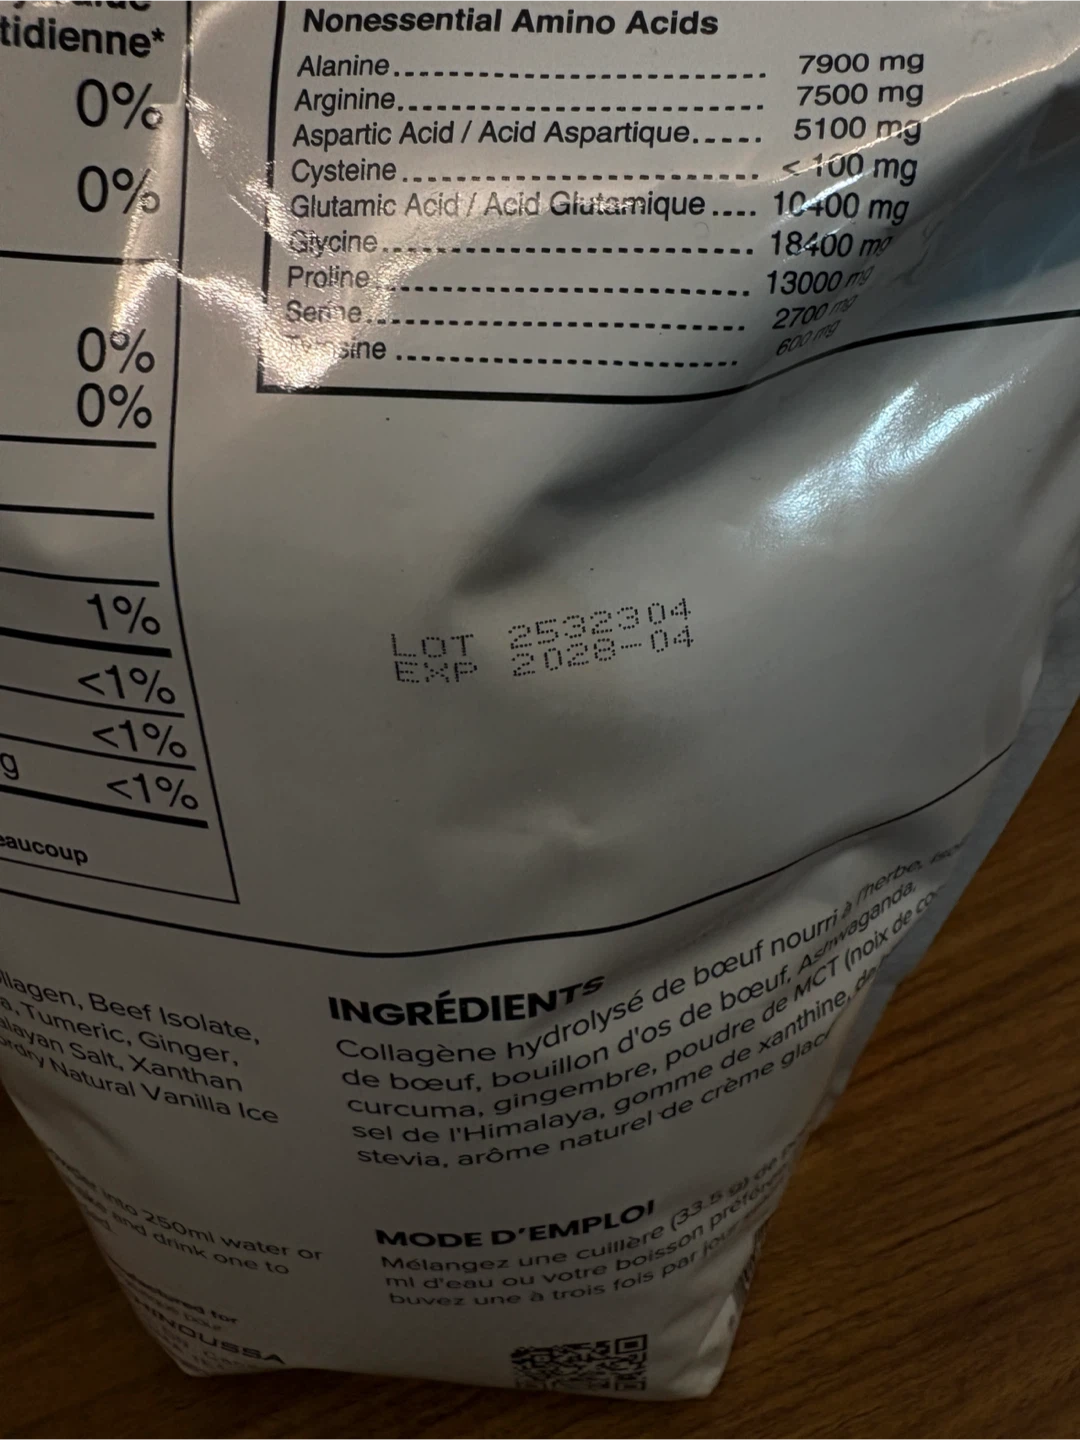 tidienne*
0%
0%
0%
0%
1%
<1%
<1%
g <1%
eaucoup
Nonessential Amino Acids
Alanine 7900 mg
Arginine 7500 mg
Aspartic Acid / Acid Aspartique 5100 mg
Cysteine < 100 mg
Glutamic Acid / Acid Glutamique 10400 mg
Glycine 18400 mg
Proline 13000 mg
Serine 2700 mg
600 mg
LOT 2532304
EXP 2028-04
llagen, Beef Isolate,
Tumeric, Ginger,
alayan Salt, Xanthan
Natural Vanilla Ice
into 250ml water or
and drink one to
for
INGRÉDIENTS
Collagène hydrolysé de bœuf nourri à l'herbe,
de bœuf, bouillon d'os de bœuf, Ashwaganda,
curcuma, gingembre, poudre de MCT (noix de co
sel de l'Himalaya, gomme de xanthine,
stevia, arôme naturel de crème glac
MODE D'EMPLOI
Mélangez une cuillère (33.5 g) de
ml d'eau ou votre boisson préféré
buvez une à trois fois par jour